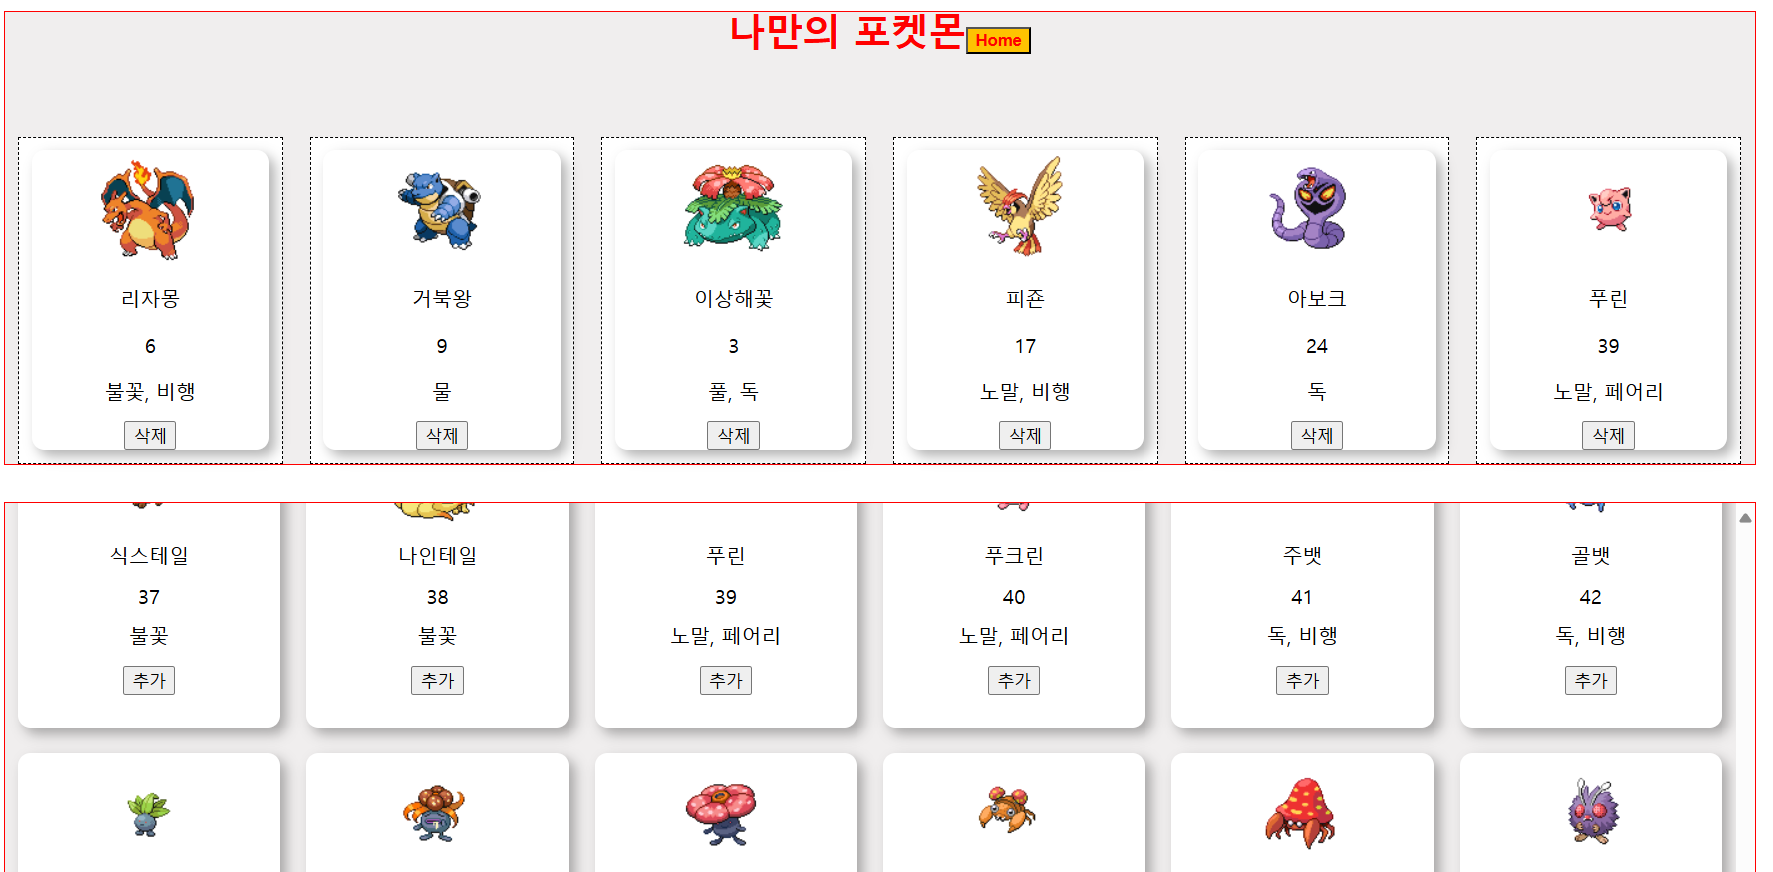 나만의 포켓몬 Home
리자몽 거북왕 이상해꽃 피죤 아보크 푸린
6 9 3 17 24 39
불꽃, 비행 물 풀, 독 노말, 비행 독 노말, 페어리
삭제 삭제 삭제 삭제 삭제 삭제
식스테일 나인테일 푸린 푸크린 주뱃 골뱃
37 38 39 40 41 42
불꽃 불꽃 노말, 페어리 노말, 페어리 독, 비행 독, 비행
추가 추가 추가 추가 추가 추가